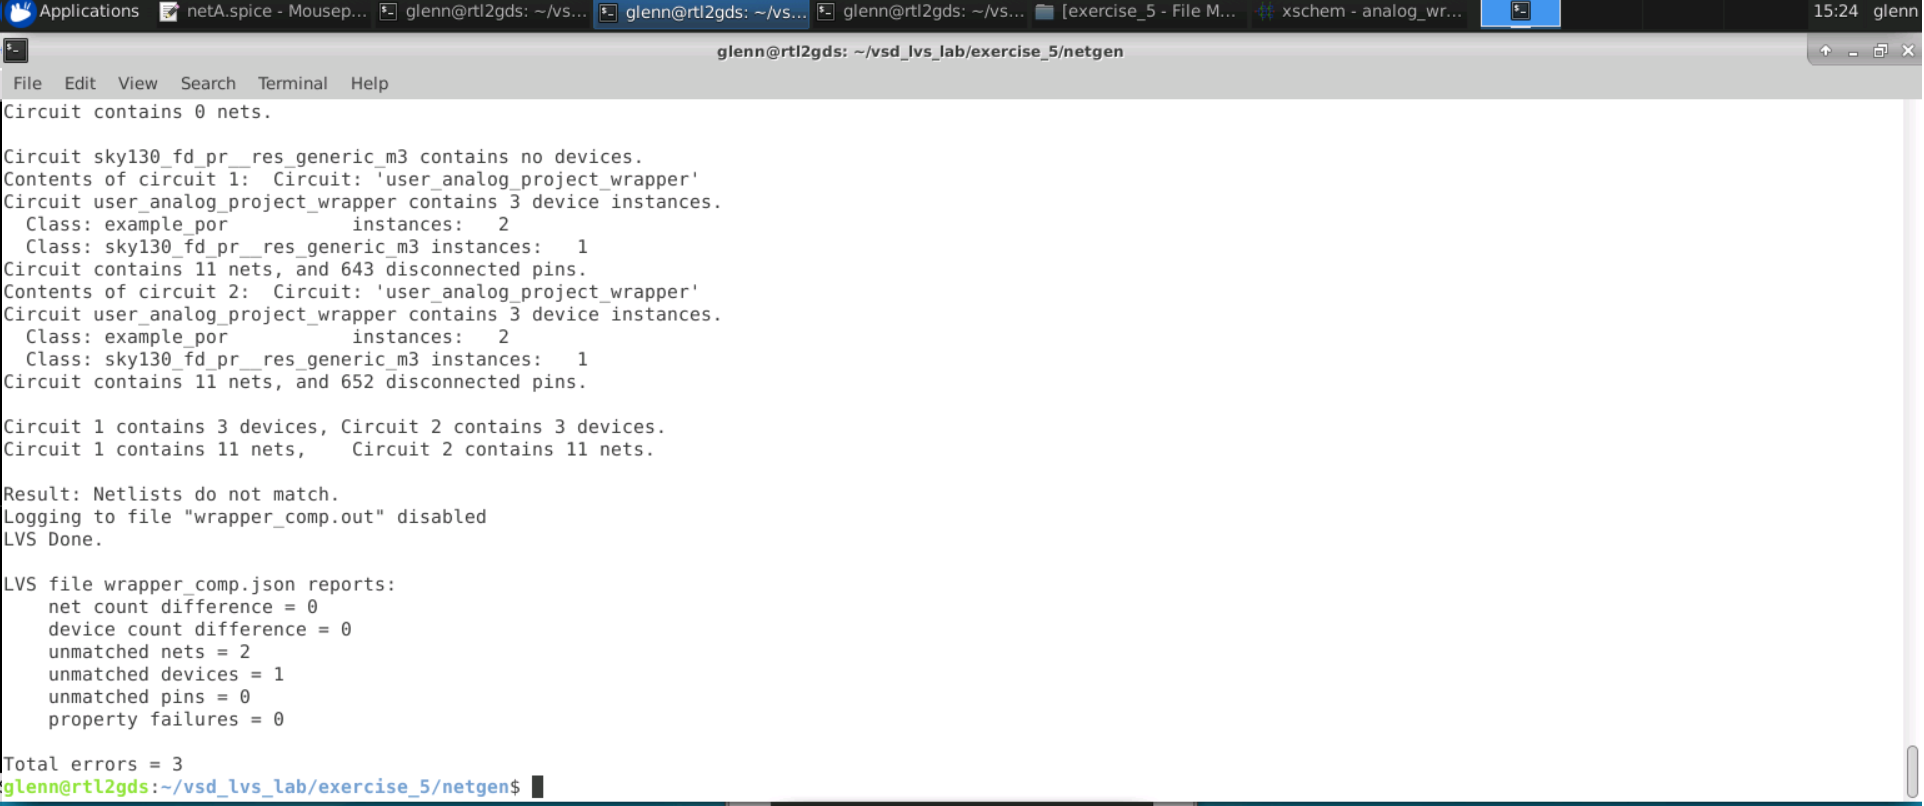 Applications netA.spice - Mousep... glenn@rtl2gds: ~/vs... glenn@rtl2gds: ~/vs... glenn@rtl2gds: ~/vs... [exercise_5 - File M... xschem - analog_wr... 15:24 glenn
glenn@rtl2gds: ~/vsd_lvs_lab/exercise_5/netgen
File Edit View Search Terminal Help
Circuit contains 0 nets.
Circuit sky130_fd_pr__res_generic_m3 contains no devices.
Contents of circuit 1:  Circuit: 'user_analog_project_wrapper'
Circuit user_analog_project_wrapper contains 3 device instances.
  Class: example_por           instances:   2
  Class: sky130_fd_pr__res_generic_m3 instances:   1
Circuit contains 11 nets, and 643 disconnected pins.
Contents of circuit 2:  Circuit: 'user_analog_project_wrapper'
Circuit user_analog_project_wrapper contains 3 device instances.
  Class: example_por           instances:   2
  Class: sky130_fd_pr__res_generic_m3 instances:   1
Circuit contains 11 nets, and 652 disconnected pins.
Circuit 1 contains 3 devices, Circuit 2 contains 3 devices.
Circuit 1 contains 11 nets,    Circuit 2 contains 11 nets.
Result: Netlists do not match.
Logging to file "wrapper_comp.out" disabled
LVS Done.
LVS file wrapper_comp.json reports:
    net count difference = 0
    device count difference = 0
    unmatched nets = 2
    unmatched devices = 1
    unmatched pins = 0
    property failures = 0
Total errors = 3
glenn@rtl2gds:~/vsd_lvs_lab/exercise_5/netgen$